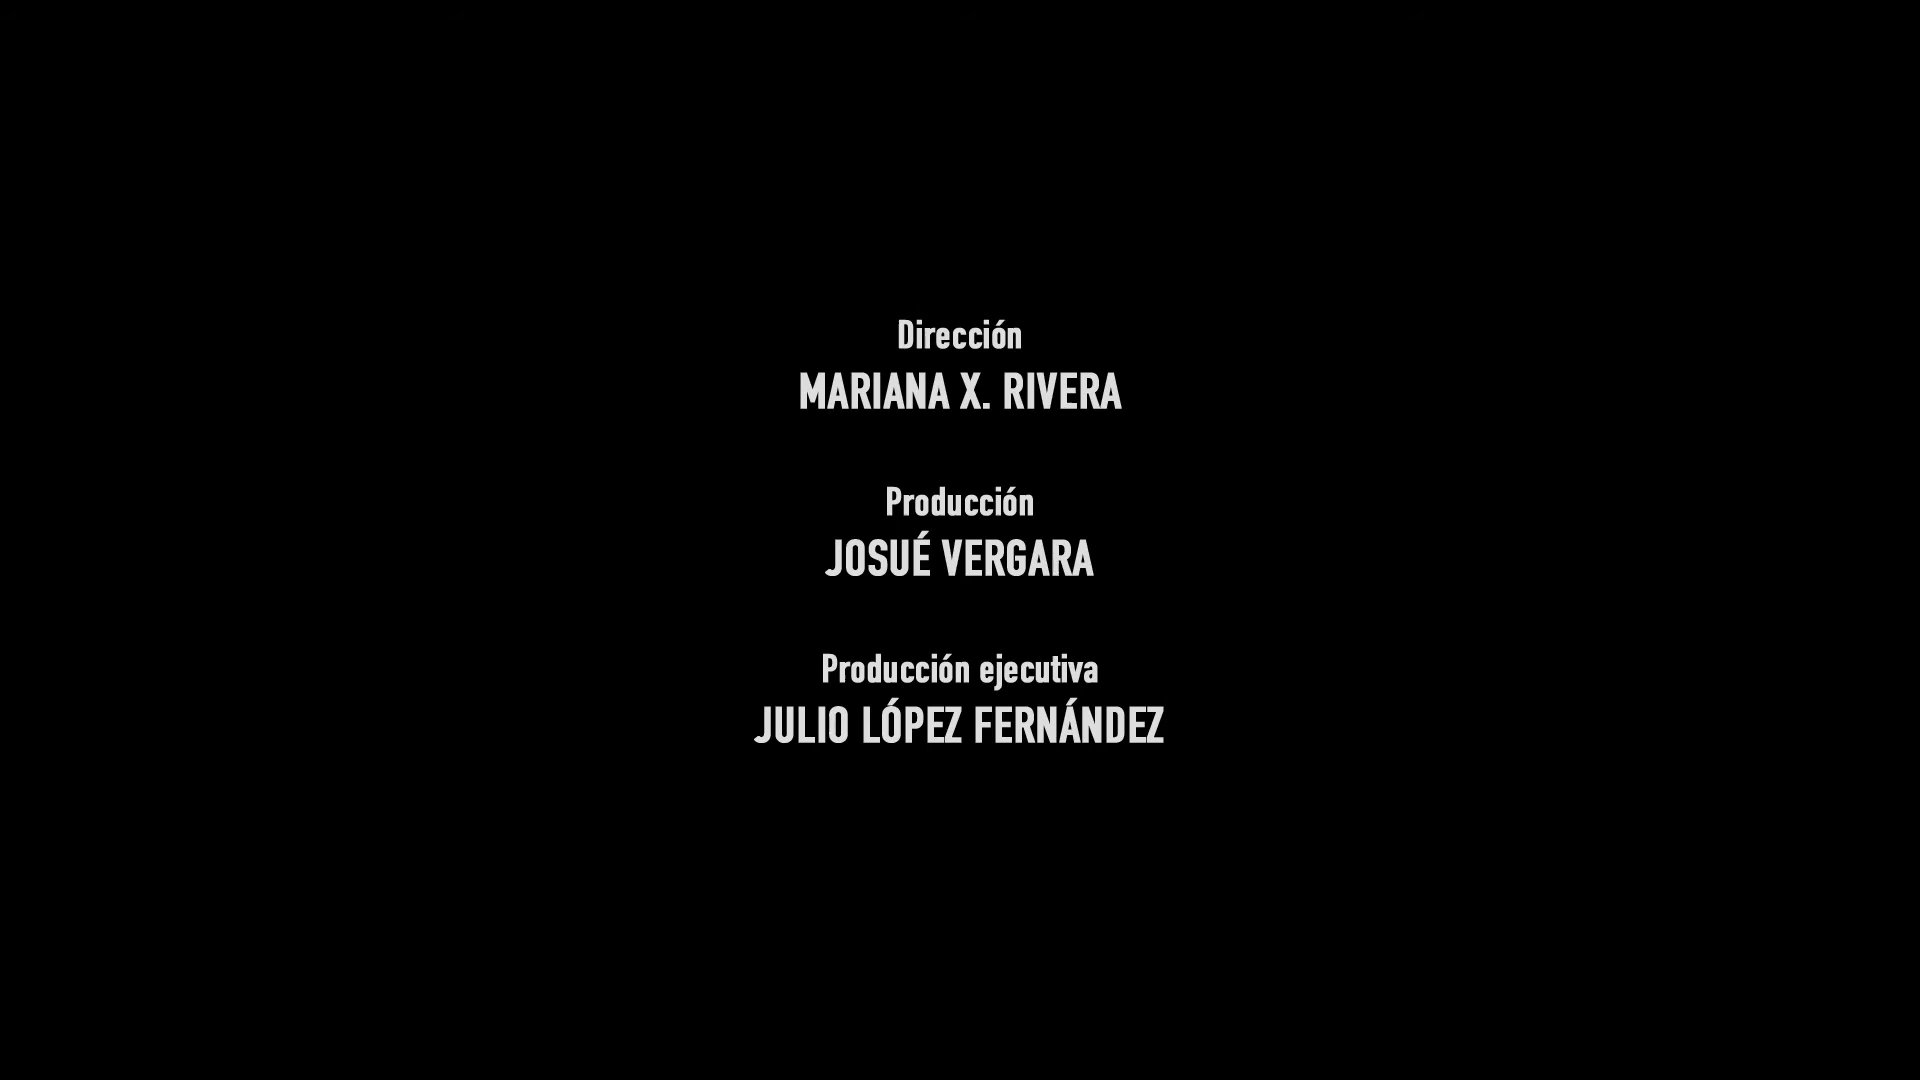 Dirección
MARIANA X. RIVERA
Producción
JOSUÉ VERGARA
Producción ejecutiva
JULIO LÓPEZ FERNÁNDEZ